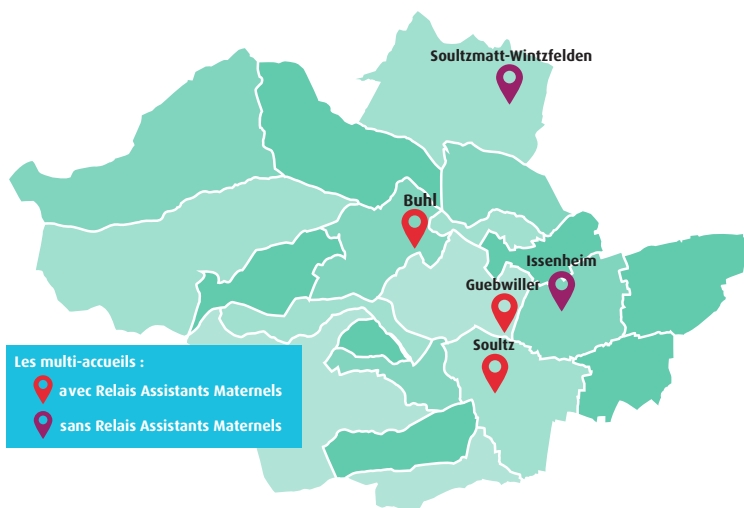 Soultzmatt-Wintzfelden
Buhl
Issenheim
Guebwiller
Soultz
Les multi-accueils :
avec Relais Assistants Maternels
sans Relais Assistants Maternels